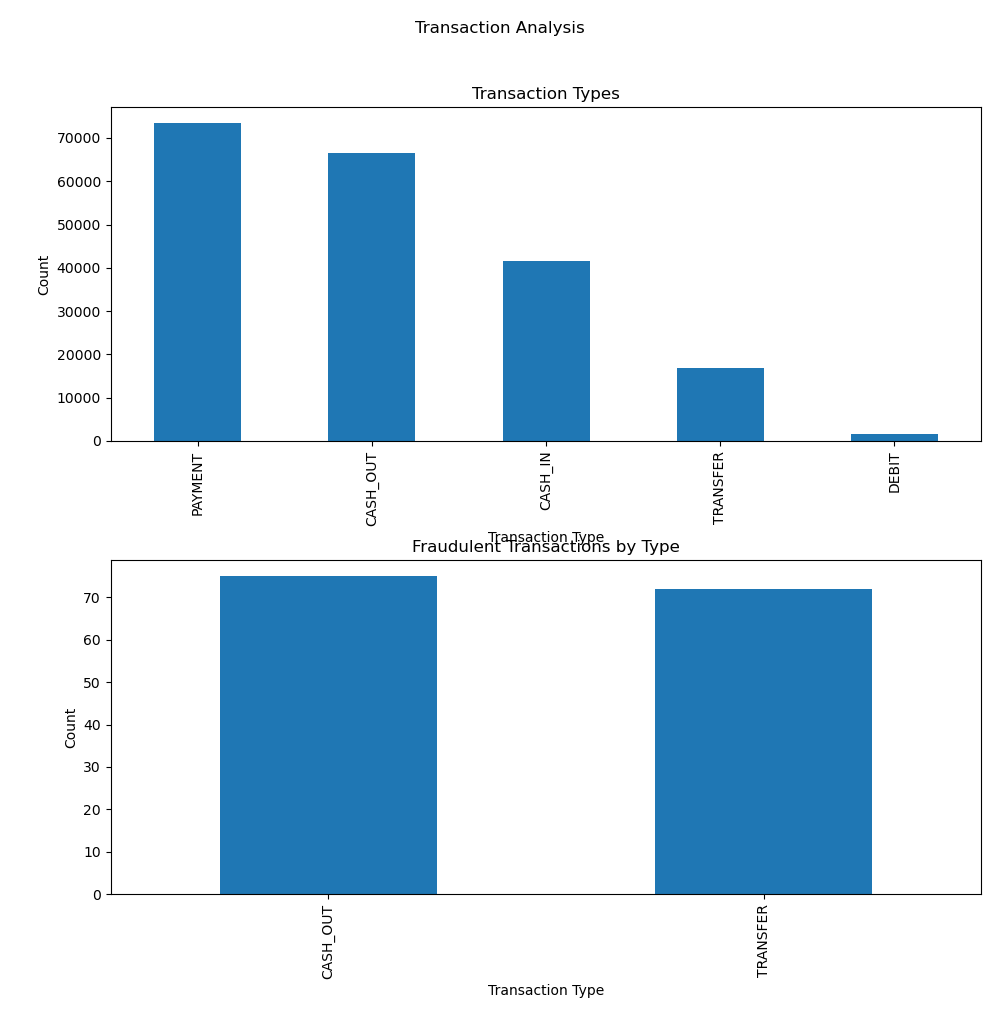 Transaction Analysis
Transaction Types
70000
60000
50000
40000
30000
20000
10000
0
Count
PAYMENT
CASH_OUT
CASH_IN
TRANSFER
DEBIT
Transaction Type
Fraudulent Transactions by Type
70
60
50
40
30
20
10
0
Count
CASH_OUT
TRANSFER
Transaction Type